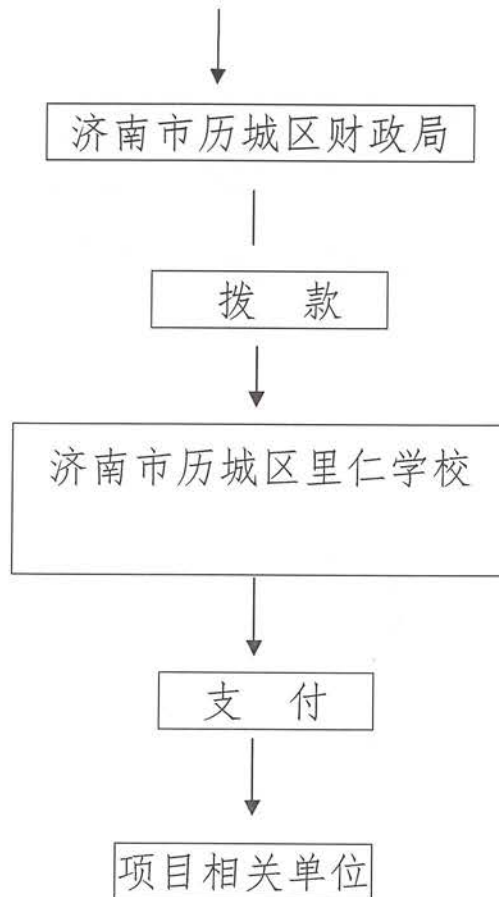 济南市历城区财政局
拨 款
济南市历城区里仁学校
支 付
项目相关单位